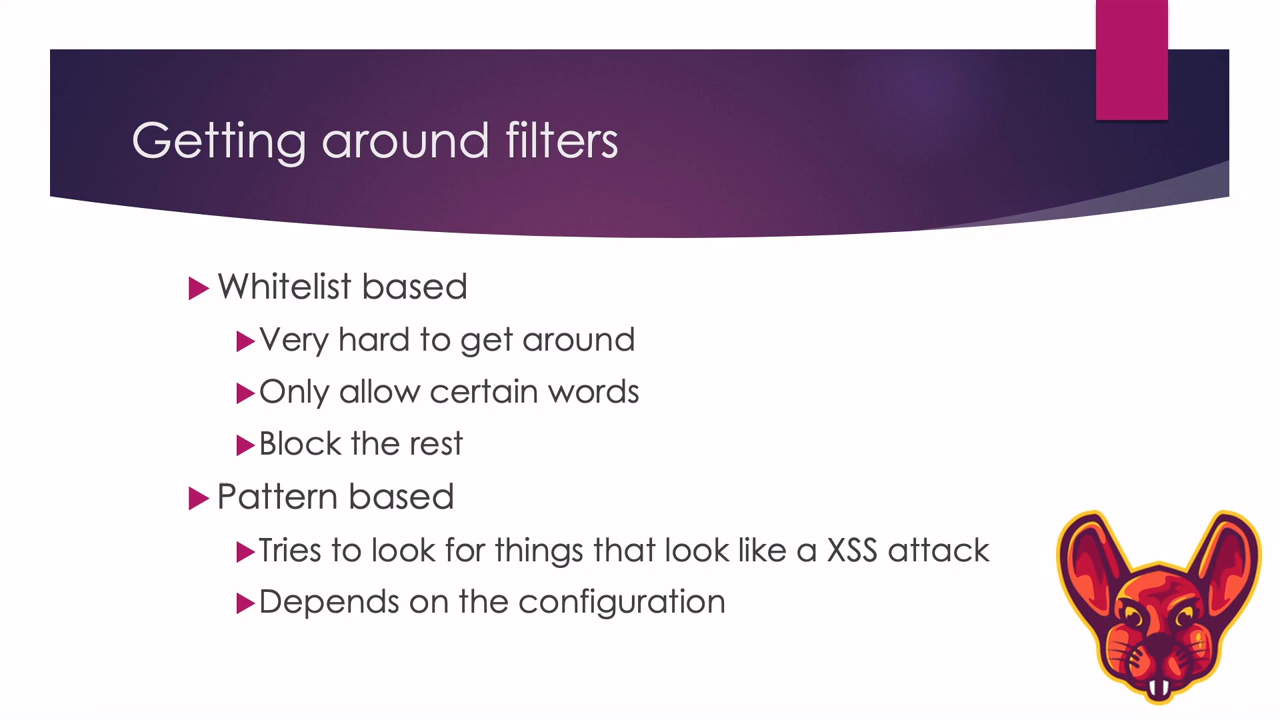 Getting around filters
Whitelist based
Very hard to get around
Only allow certain words
Block the rest
Pattern based
Tries to look for things that look like a XSS attack
Depends on the configuration